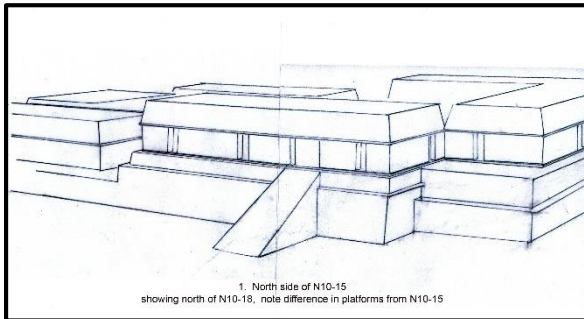 1. North side of N10-15
showing north of N10-18, note difference in platforms from N10-15